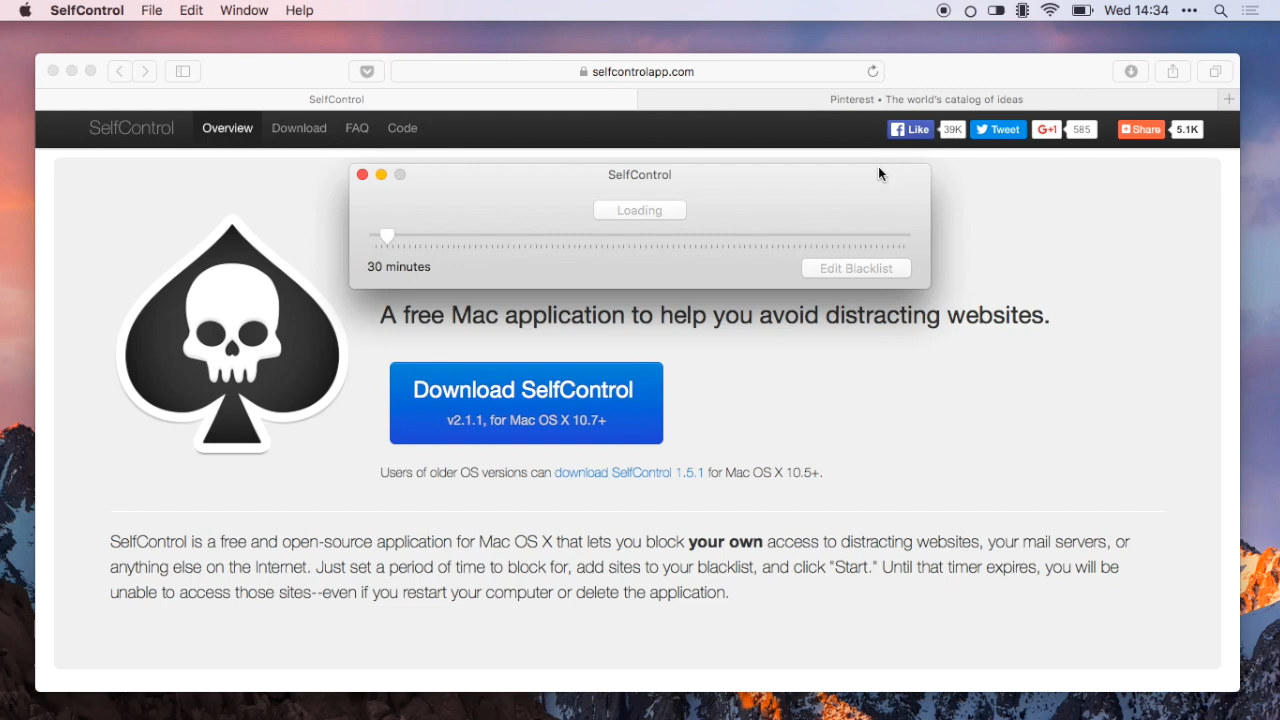 SelfControl File Edit Window Help Wed 14:34
selfcontrolapp.com
SelfControl Pinterest • The world's catalog of ideas
SelfControl Overview Download FAQ Code Like 39K Tweet G+1 585 Share 5.1K
SelfControl
Loading
30 minutes Edit Blacklist
A free Mac application to help you avoid distracting websites.
Download SelfControl
v2.1.1, for Mac OS X 10.7+
Users of older OS versions can download SelfControl 1.5.1 for Mac OS X 10.5+.
SelfControl is a free and open-source application for Mac OS X that lets you block your own access to distracting websites, your mail servers, or
anything else on the Internet. Just set a period of time to block for, add sites to your blacklist, and click "Start." Until that timer expires, you will be
unable to access those sites--even if you restart your computer or delete the application.